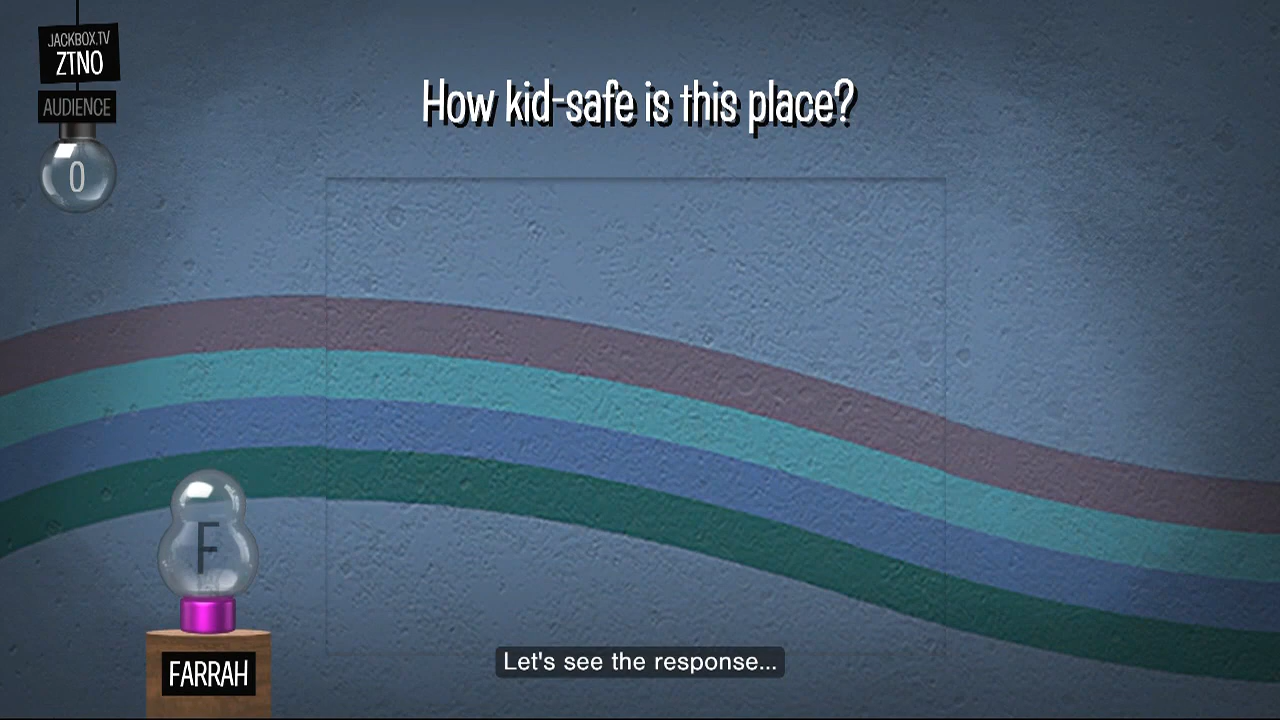 JACKBOX.TV
ZTNO
AUDIENCE
0
How kid-safe is this place?
F
FARRAH
Let's see the response...